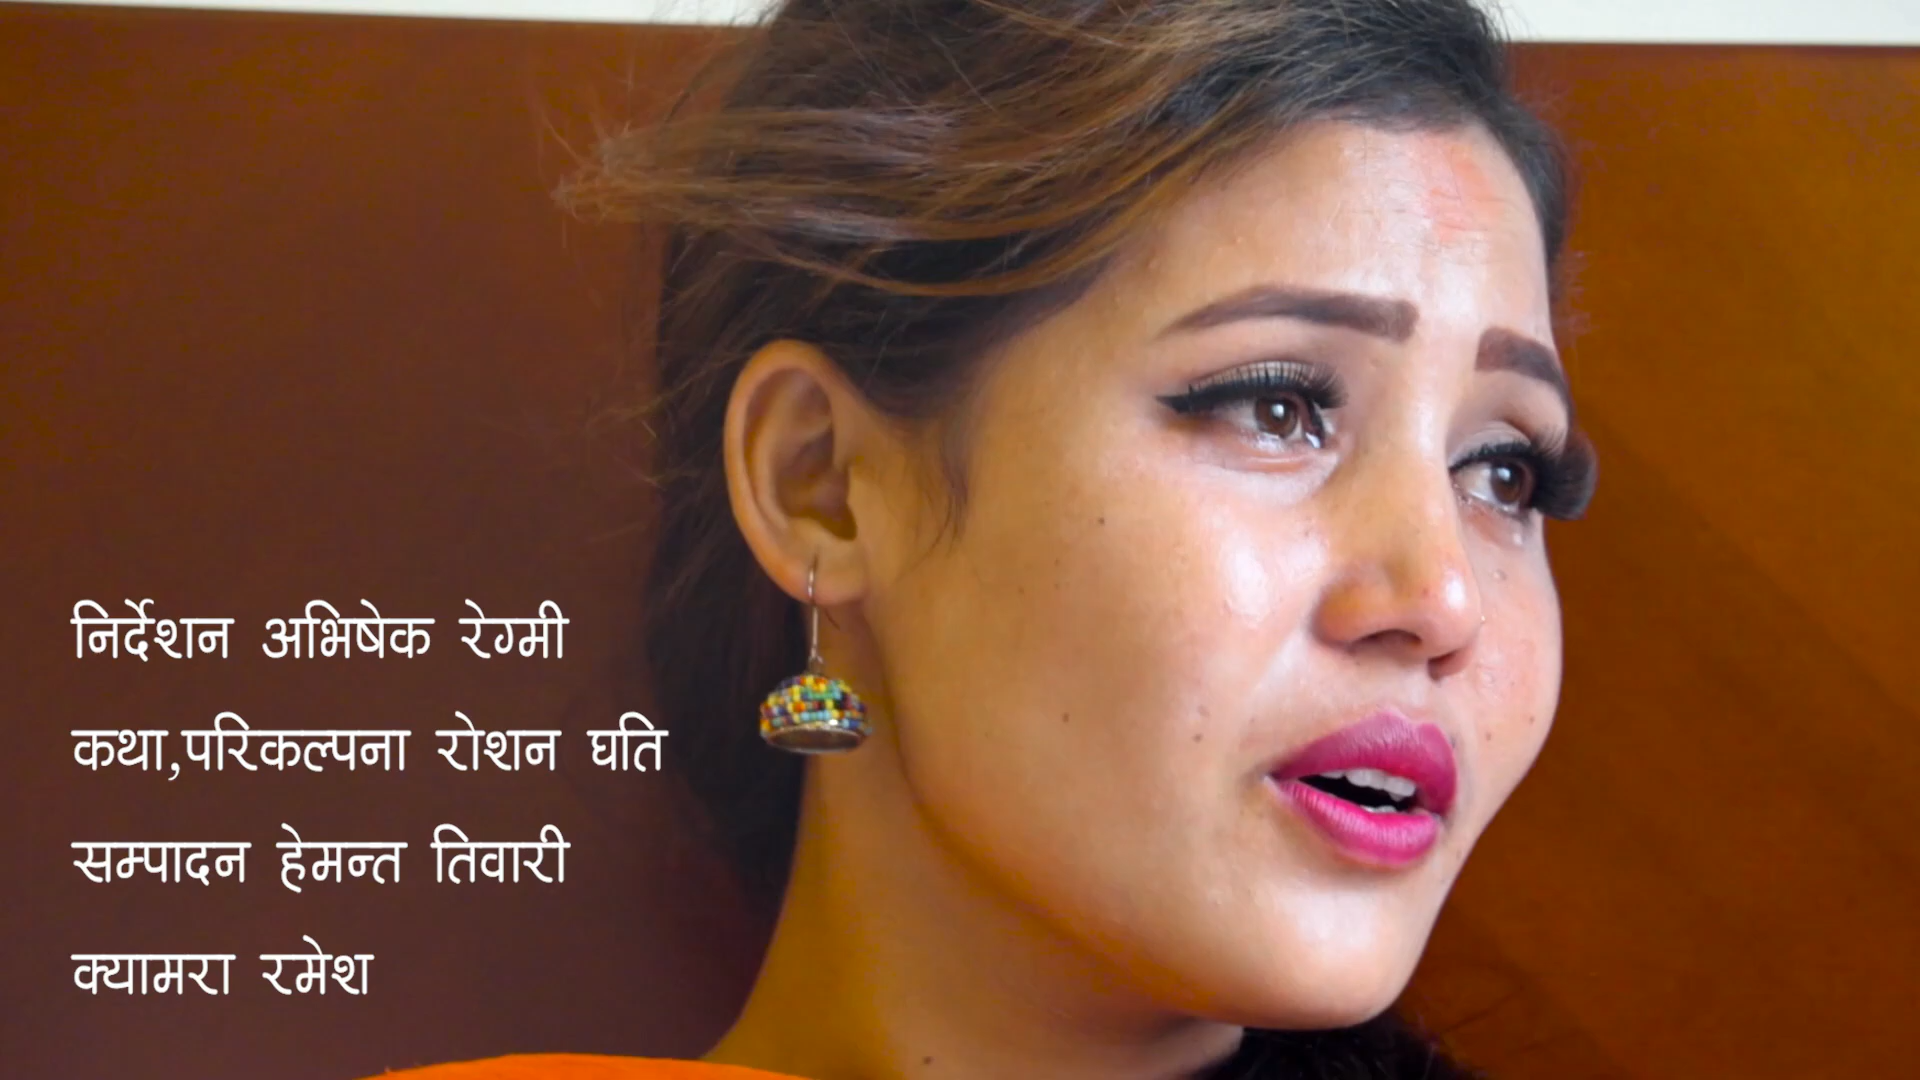 निर्देशन अभिषेक रेग्मी
कथा,परिकल्पना रोशन घति
सम्पादन हेमन्त तिवारी
क्यामरा रमेश